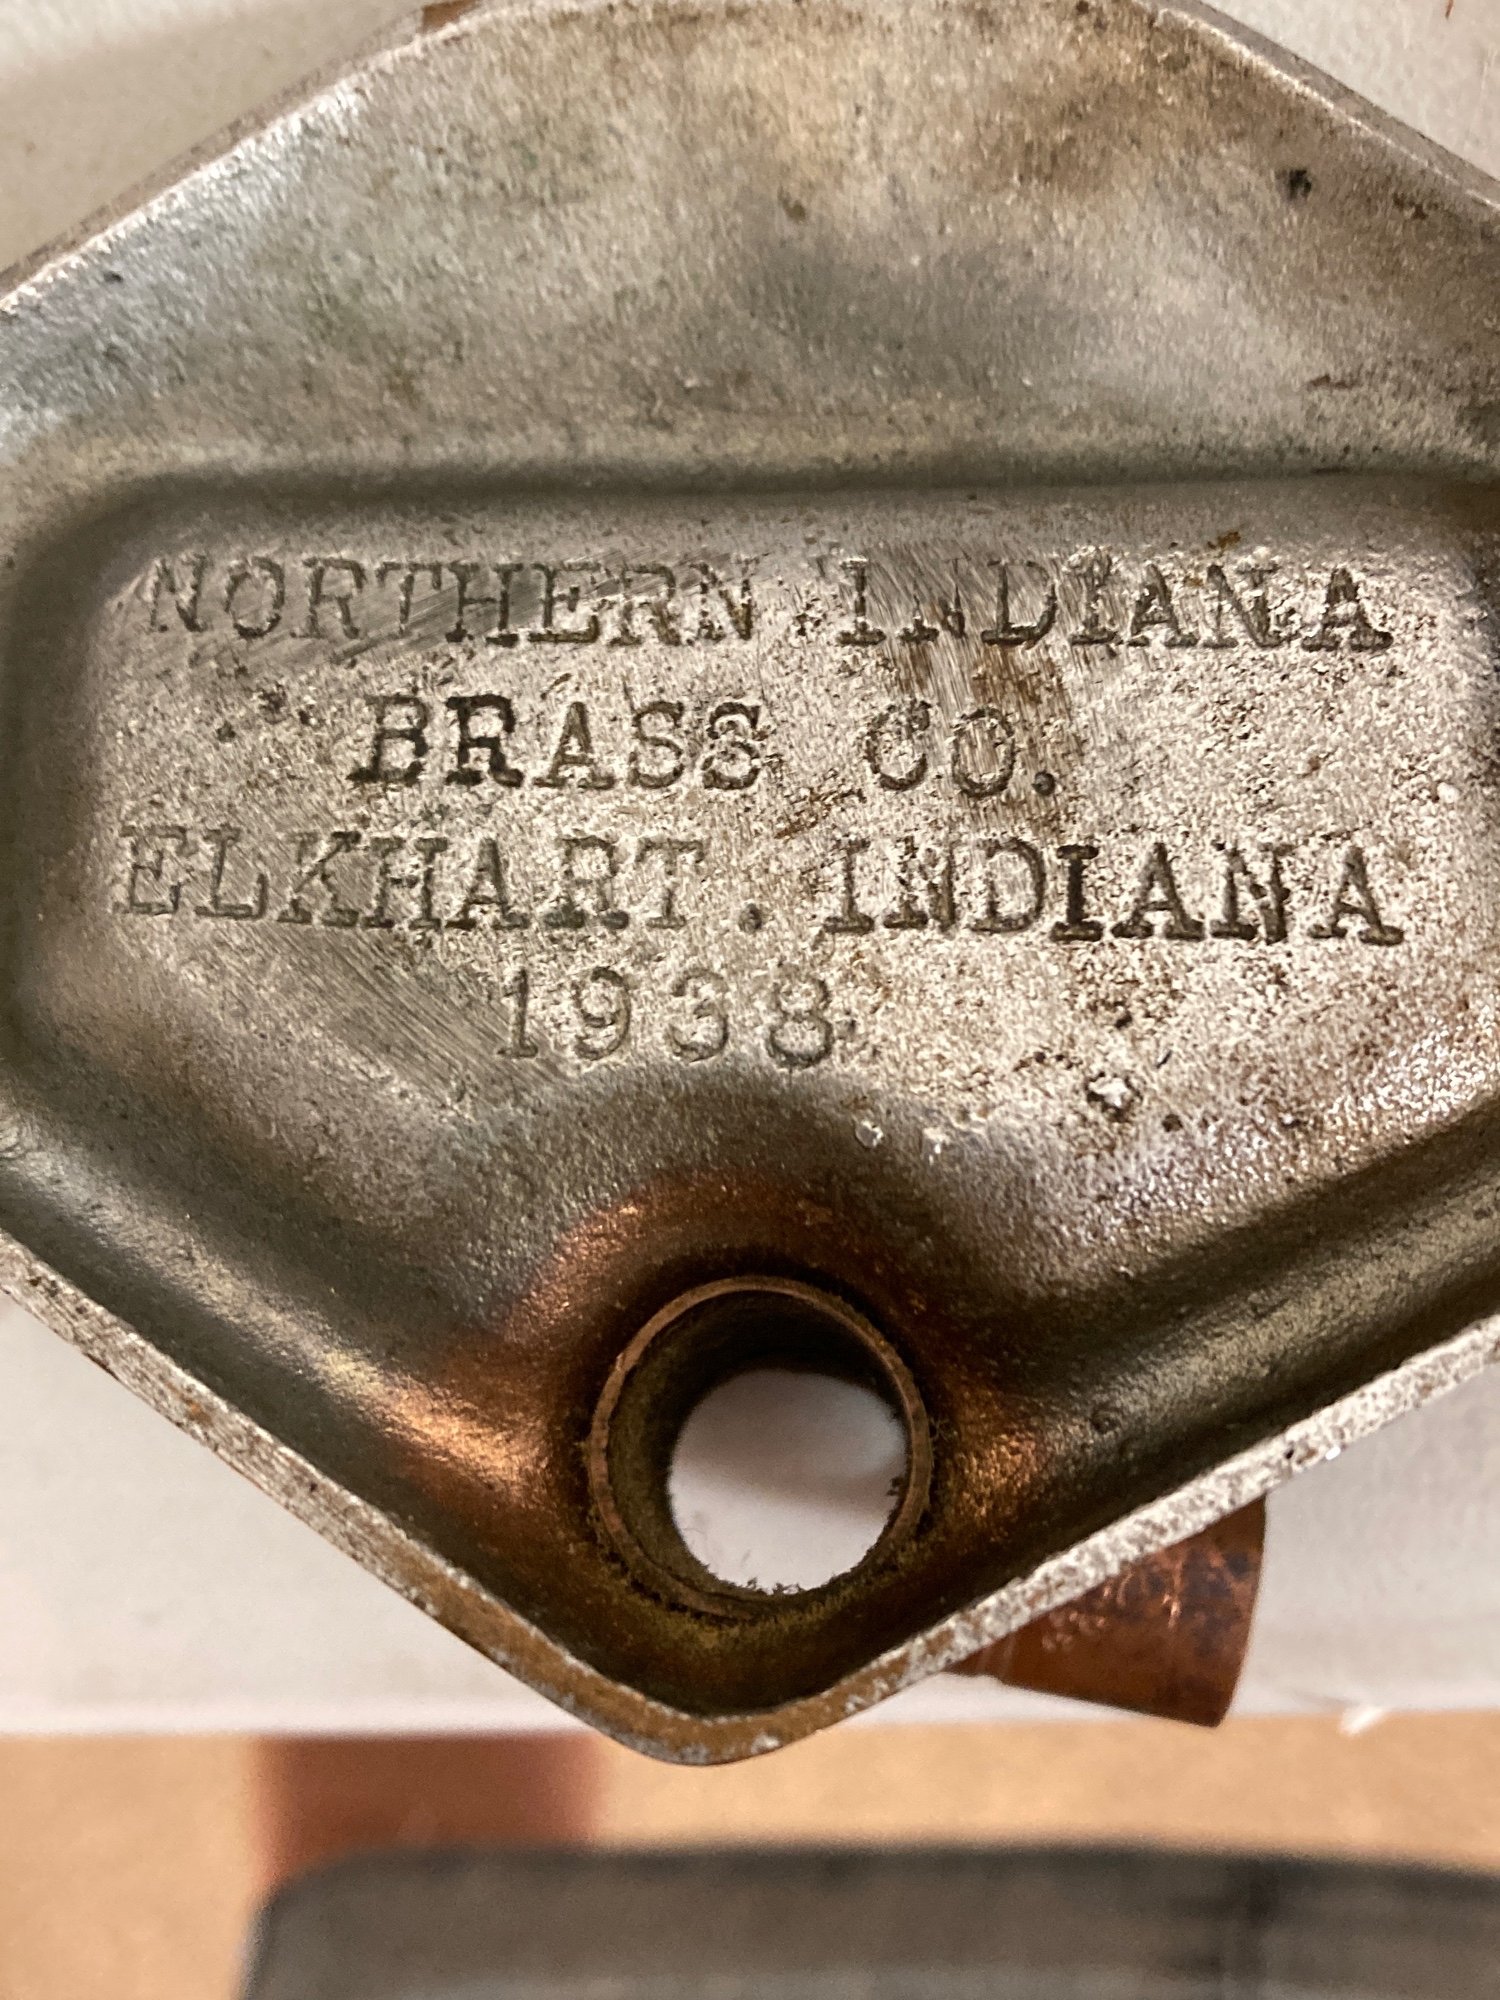 NORTHERN INDIANA
BRASS CO.
ELKHART. INDIANA
1938